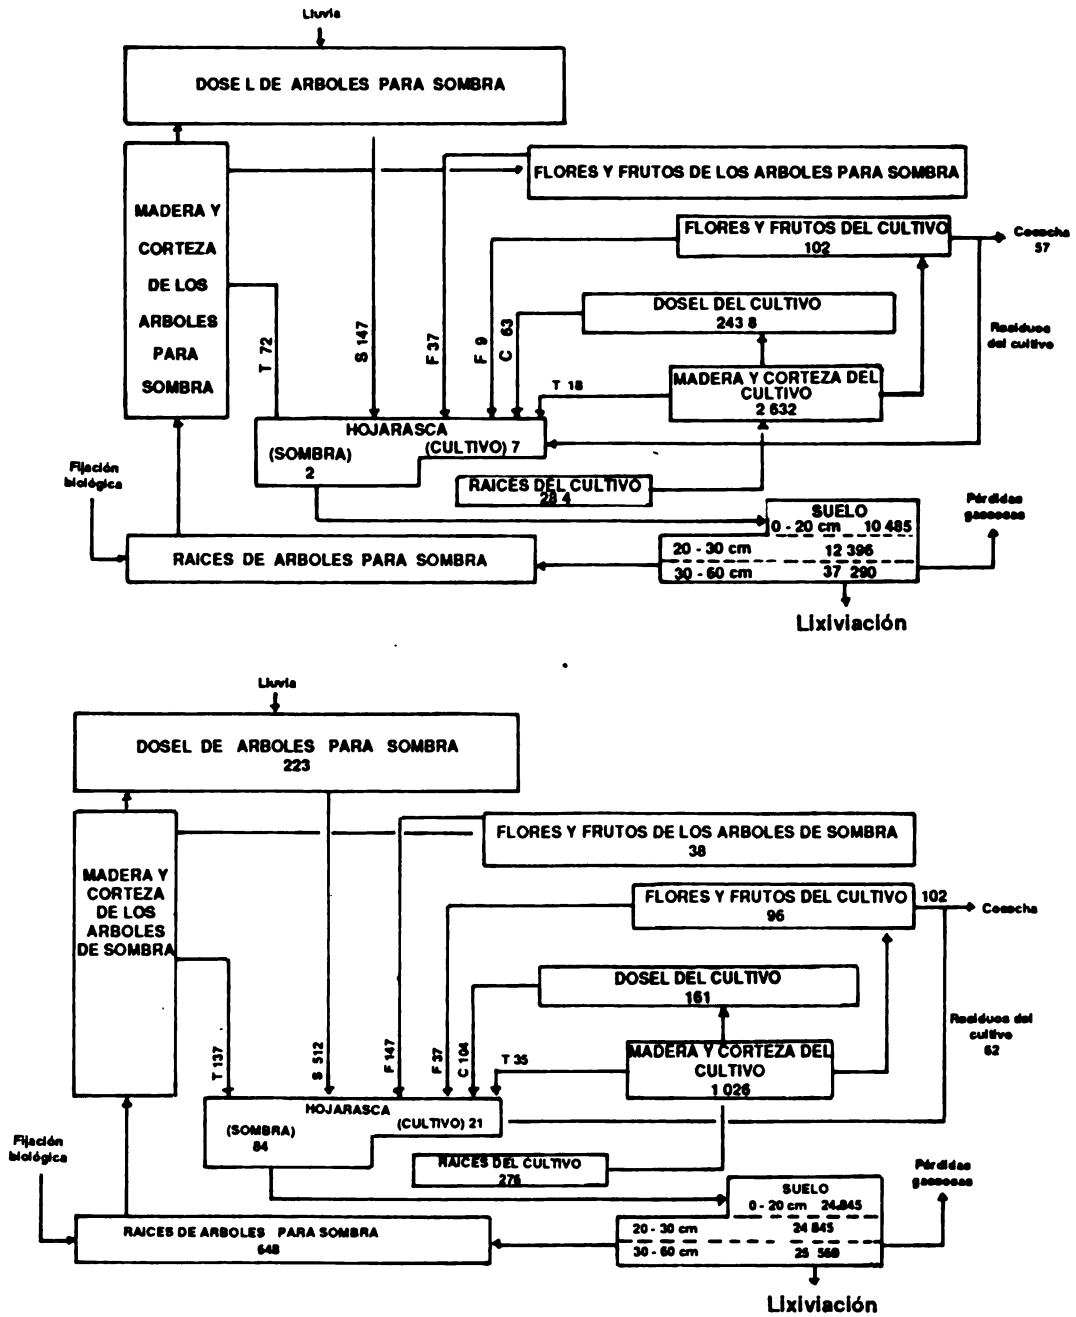 Lluvia
DOSEL DE ARBOLES PARA SOMBRA
FLORES Y FRUTOS DE LOS ARBOLES PARA SOMBRA
MADERA Y
CORTEZA
DE LOS
ARBOLES
PARA
SOMBRA
FLORES Y FRUTOS DEL CULTIVO
102
Cosecha
57
DOSEL DEL CULTIVO
243 8
Residuos
del cultivo
T 72
S 147
F 37
F 9
C 63
T 18
MADERA Y CORTEZA DEL
CULTIVO
2 632
HOJARASCA
(SOMBRA)
2
(CULTIVO) 7
RAICES DEL CULTIVO
28 4
Fijación
biológica
RAICES DE ARBOLES PARA SOMBRA
SUELO
0 - 20 cm 10 485
20 - 30 cm 12 396
30 - 60 cm 37 290
Pérdidas
gaseosas
Lixiviación
Lluvia
DOSEL DE ARBOLES PARA SOMBRA
223
FLORES Y FRUTOS DE LOS ARBOLES DE SOMBRA
38
MADERA Y
CORTEZA
DE LOS
ARBOLES
DE SOMBRA
FLORES Y FRUTOS DEL CULTIVO
96
102
Cosecha
DOSEL DEL CULTIVO
161
Residuos del
cultivo
62
T 137
S 512
F 147
F 37
C 104
T 35
MADERA Y CORTEZA DEL
CULTIVO
1 026
HOJARASCA
(SOMBRA)
84
(CULTIVO) 21
RAICES DEL CULTIVO
276
Fijación
biológica
RAICES DE ARBOLES PARA SOMBRA
648
SUELO
0 - 20 cm 24.845
20 - 30 cm 24 845
30 - 60 cm 25 569
Pérdidas
gaseosas
Lixiviación